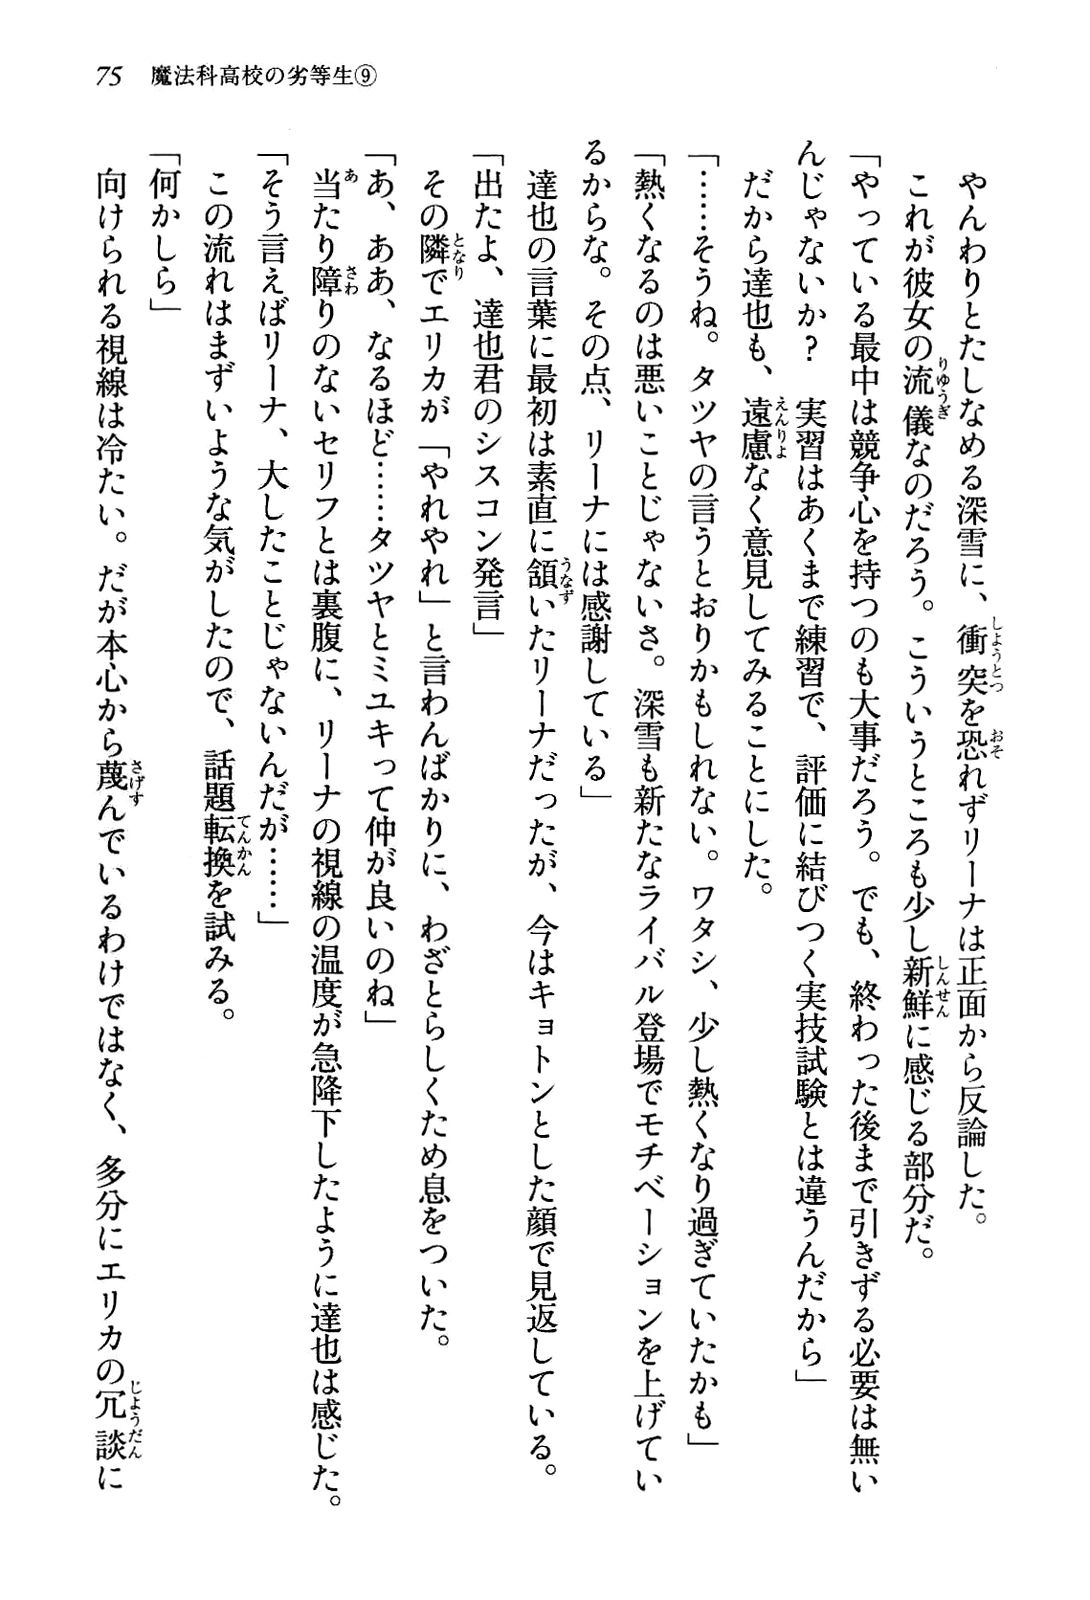 75　魔法科高校の劣等生⑨
　やんわりとたしなめる深雪に、衝突を恐れずリーナは正面から反論した。
　これが彼女の流儀なのだろう。こういうところも少し新鮮に感じる部分だ。
「やっている最中は競争心を持つのも大事だろう。でも、終わった後まで引きずる必要は無い
んじゃないか？　実習はあくまで練習で、評価に結びつく実技試験とは違うんだから」
　だから達也も、遠慮なく意見してみることにした。
「……そうね。タツヤの言うとおりかもしれない。ワタシ、少し熱くなり過ぎていたかも」
「熱くなるのは悪いことじゃないさ。深雪も新たなライバル登場でモチベーションを上げてい
るからな。その点、リーナには感謝している」
　達也の言葉に最初は素直に頷いたリーナだったが、今はキョトンとした顔で見返している。
「出たよ、達也君のシスコン発言」
　その隣でエリカが「やれやれ」と言わんばかりに、わざとらしくため息をついた。
「あ、ああ、なるほど……タツヤとミユキって仲が良いのね」
　当たり障りのないセリフとは裏腹に、リーナの視線の温度が急降下したように達也は感じた。
「そう言えばリーナ、大したことじゃないんだが……」
　この流れはまずいような気がしたので、話題転換を試みる。
「何かしら」
　向けられる視線は冷たい。だが本心から蔑んでいるわけではなく、多分にエリカの冗談に